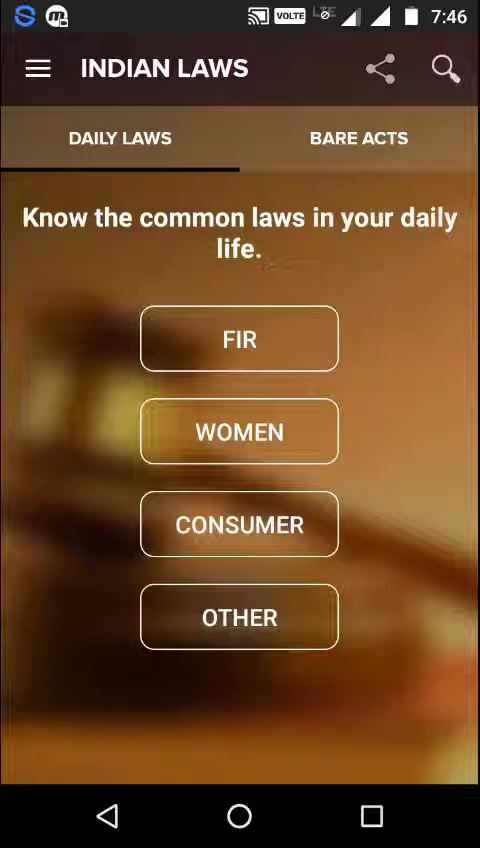 VOLTE LTE 7:46
INDIAN LAWS
DAILY LAWS BARE ACTS
Know the common laws in your daily
life.
FIR
WOMEN
CONSUMER
OTHER